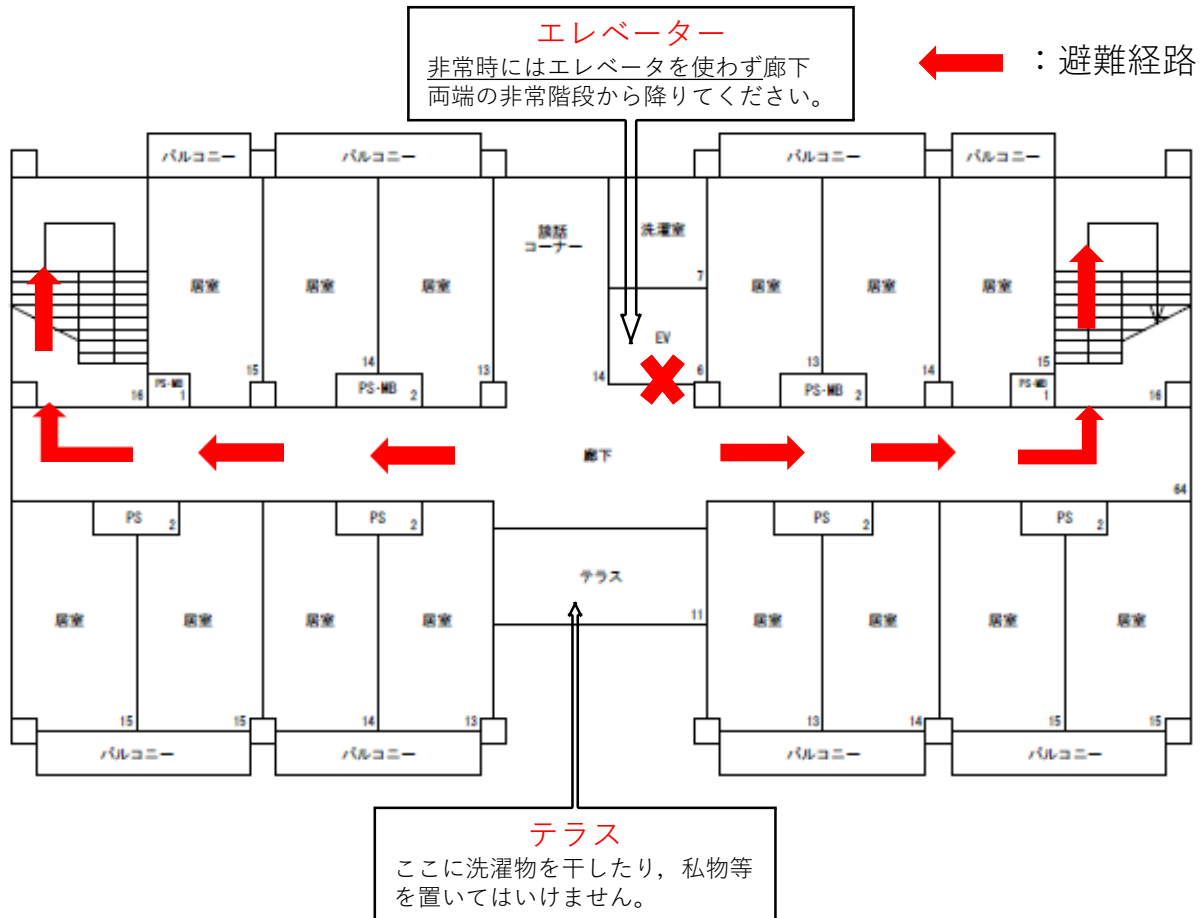 エレベーター
非常時にはエレベータを使わず廊下
両端の非常階段から降りてください。
：避難経路
バルコニー バルコニー バルコニー バルコニー
談話
コーナー
洗濯室
7
居室 居室 居室 居室 居室 居室
EV
15 14 13 14 6 13 14 15
16 PS-MB 1 PS-MB 2 PS-MB 2 PS-MB 1 16
廊下
64
PS 2 PS 2 PS 2 PS 2
テラス
11
居室 居室 居室 居室 居室 居室 居室 居室
15 15 14 13 13 14 15 15
バルコニー バルコニー バルコニー バルコニー
テラス
ここに洗濯物を干したり，私物等
を置いてはいけません。